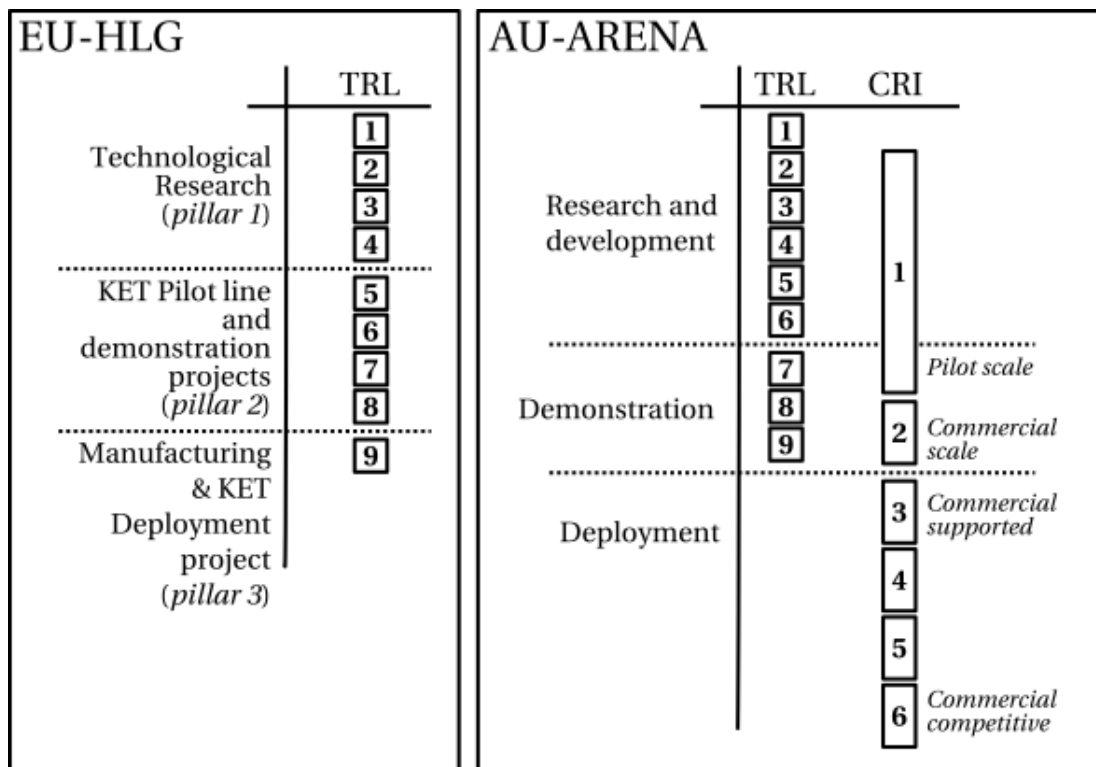 EU-HLG
TRL
Technological
Research
(pillar 1)
1
2
3
4
KET Pilot line
and
demonstration
projects
(pillar 2)
5
6
7
8
Manufacturing
& KET
Deployment
project
(pillar 3)
9
AU-ARENA
TRL
CRI
Research and
development
1
2
3
4
5
6
1
Pilot scale
Demonstration
7
8
9
2
Commercial
scale
Deployment
3
Commercial
supported
4
5
6
Commercial
competitive